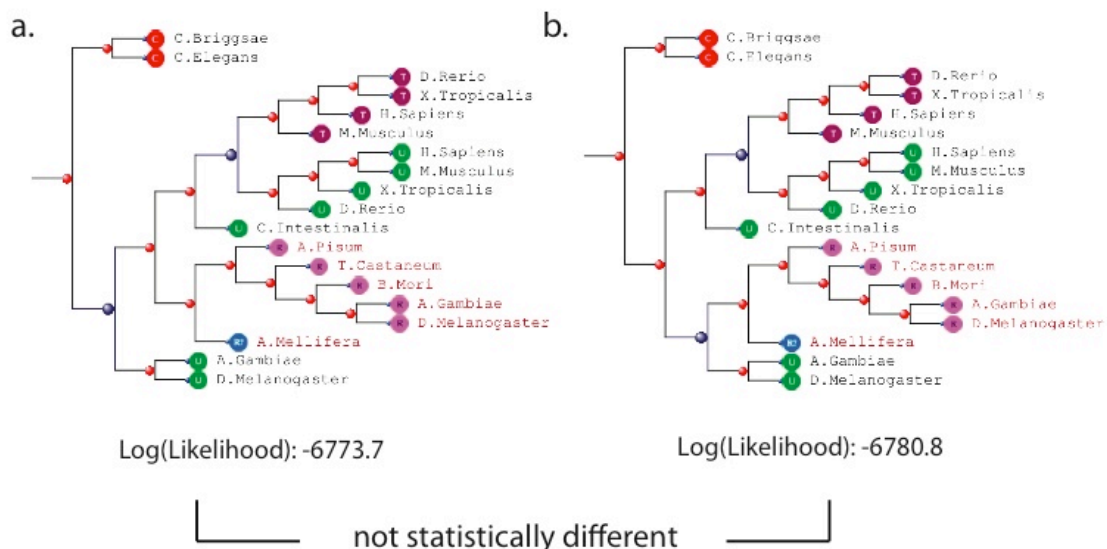 a.
C.Briggsae
C.Elegans
D.Rerio
X.Tropicalis
H.Sapiens
M.Musculus
H.Sapiens
M.Musculus
X.Tropicalis
D.Rerio
C.Intestinalis
A.Pisum
T.Castaneum
B.Mori
A.Gambiae
D.Melanogaster
A.Mellifera
A.Gambiae
D.Melanogaster
C
C
T
T
T
T
U
U
U
U
U
R
R
R
R
R
R?
U
U
Log(Likelihood): -6773.7
b.
C.Briggsae
C.Elegans
D.Rerio
X.Tropicalis
H.Sapiens
M.Musculus
H.Sapiens
M.Musculus
X.Tropicalis
D.Rerio
C.Intestinalis
A.Pisum
T.Castaneum
B.Mori
A.Gambiae
D.Melanogaster
A.Mellifera
A.Gambiae
D.Melanogaster
C
C
T
T
T
T
U
U
U
U
U
R
R
R
R
R
R?
U
U
Log(Likelihood): -6780.8
not statistically different